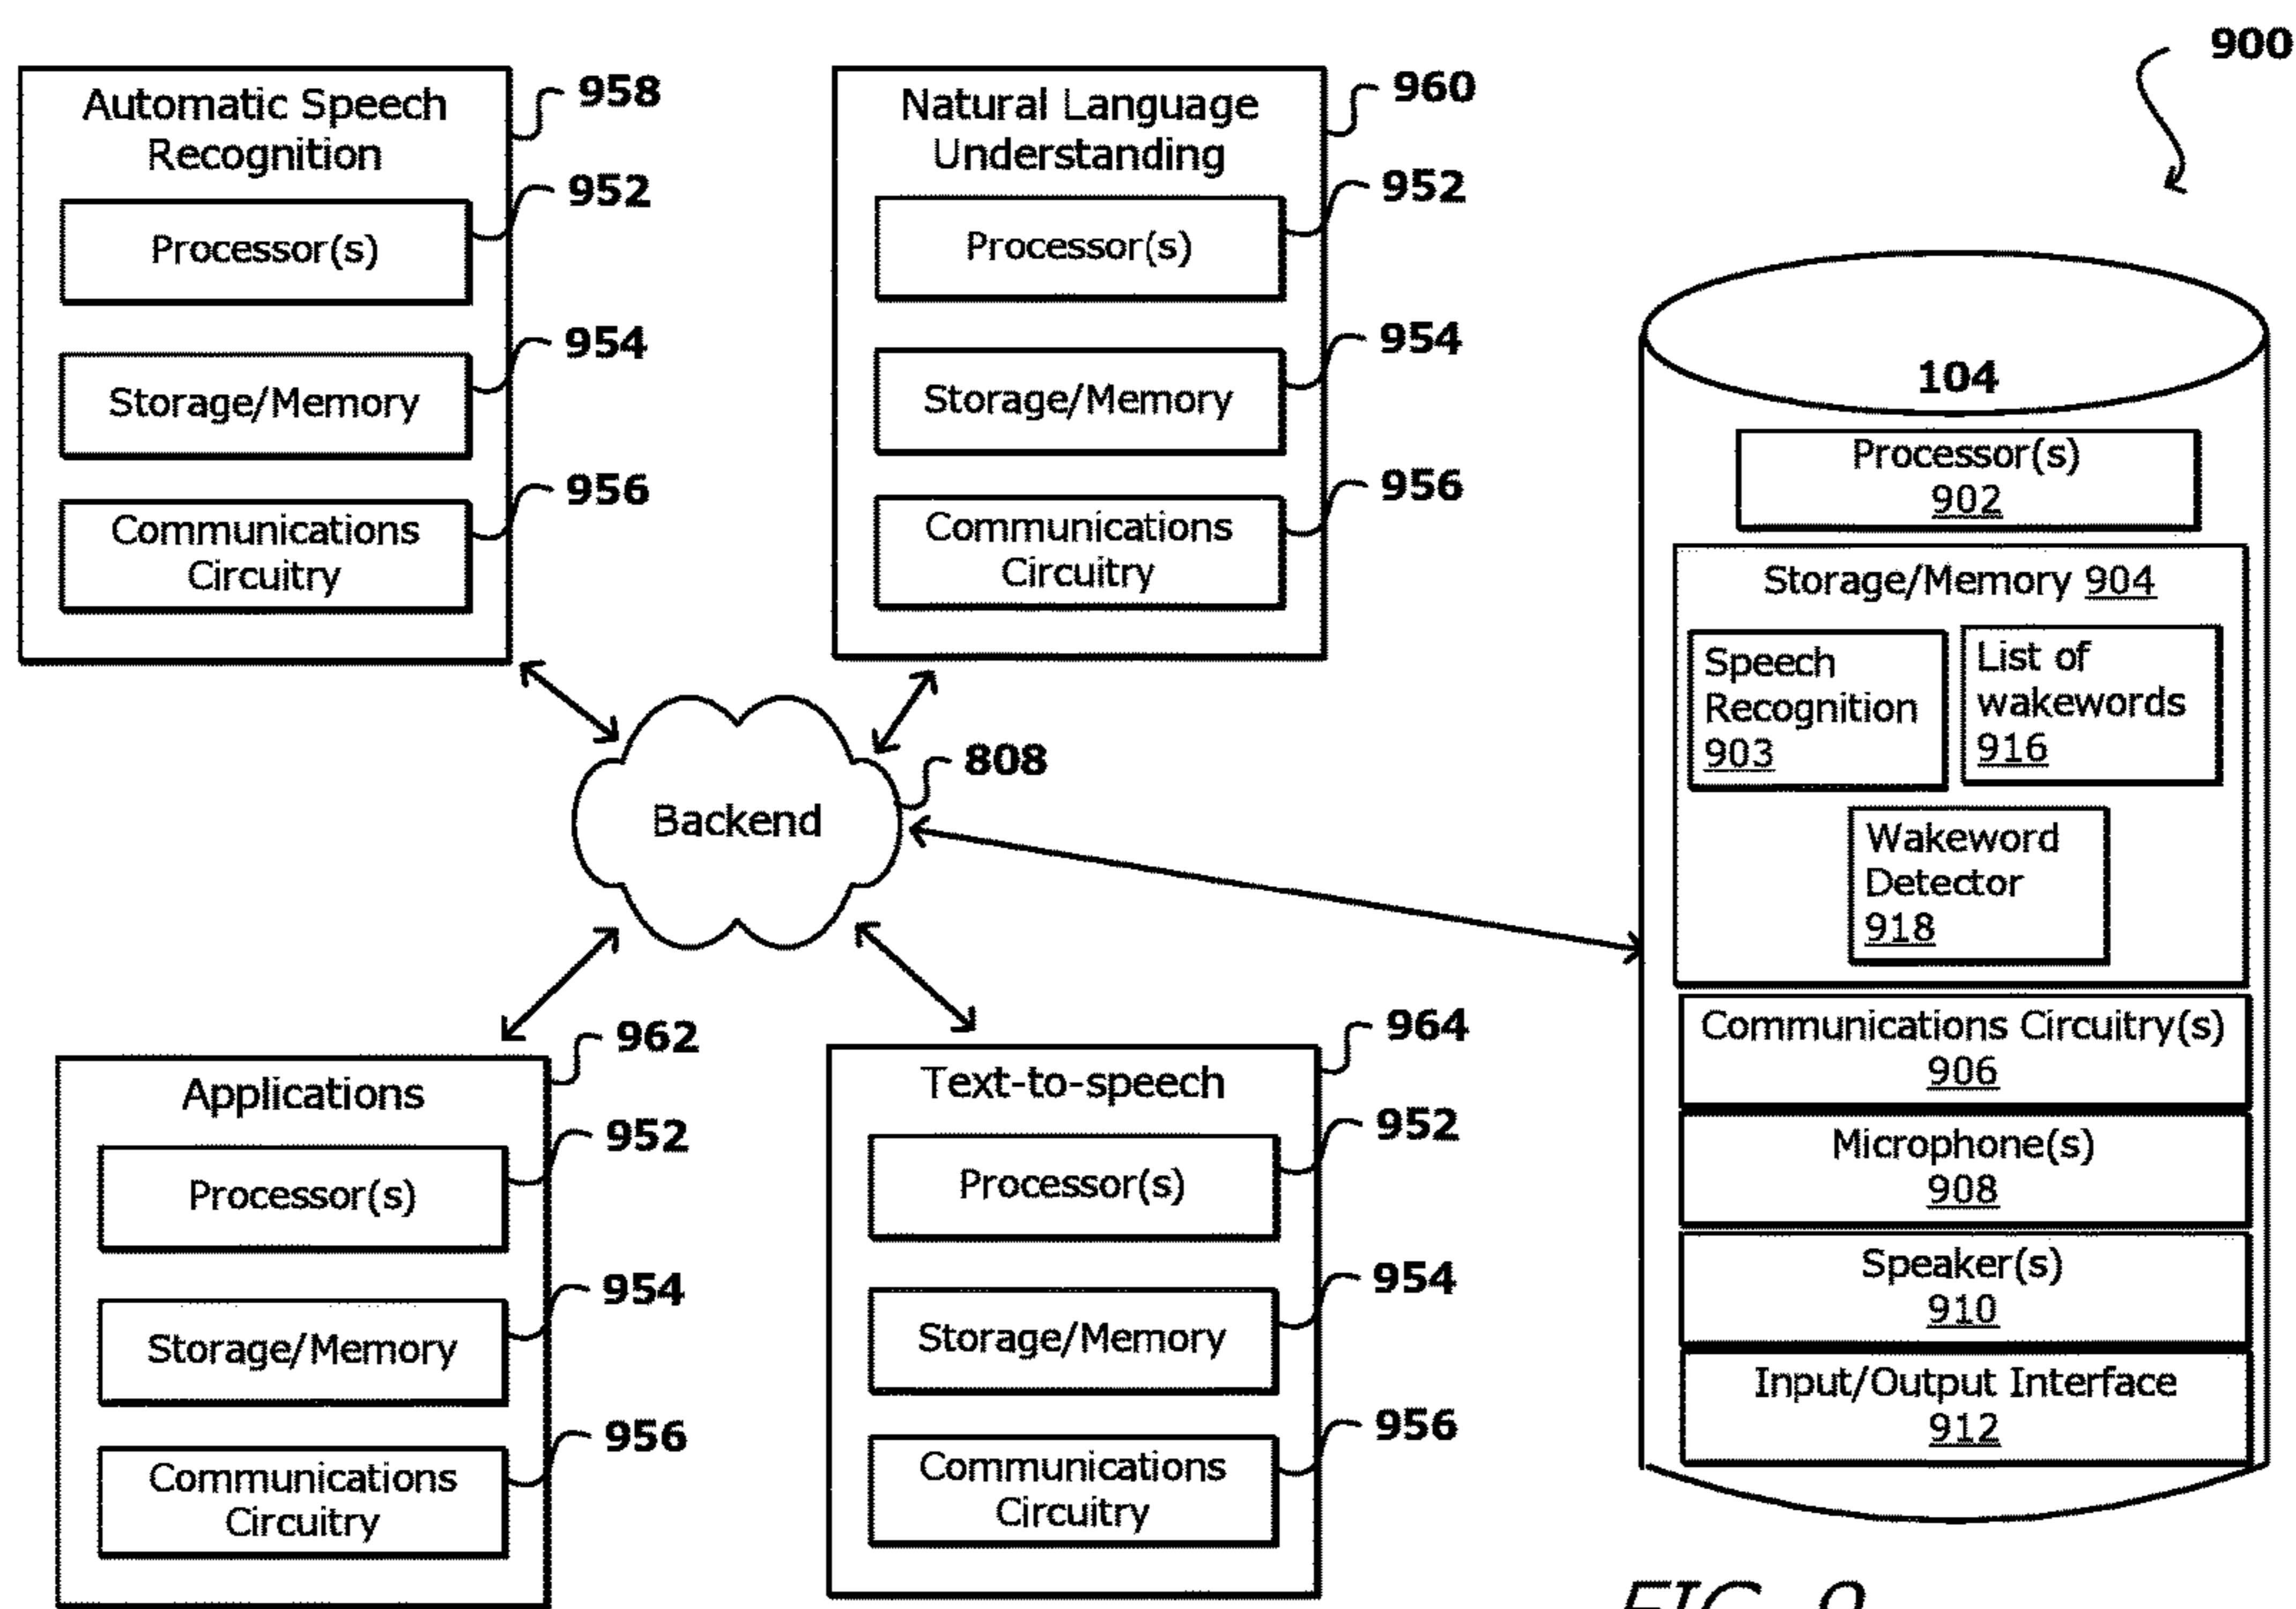 900
Automatic Speech
Recognition
958
Processor(s)
952
Storage/Memory
954
Communications
Circuitry
956
Natural Language
Understanding
960
Processor(s)
952
Storage/Memory
954
Communications
Circuitry
956
Backend
808
Applications
962
Processor(s)
952
Storage/Memory
954
Communications
Circuitry
956
Text-to-speech
964
Processor(s)
952
Storage/Memory
954
Communications
Circuitry
956
104
Processor(s)
902
Storage/Memory 904
Speech
Recognition
903
List of
wakewords
916
Wakeword
Detector
918
Communications Circuitry(s)
906
Microphone(s)
908
Speaker(s)
910
Input/Output Interface
912
FIG. 9